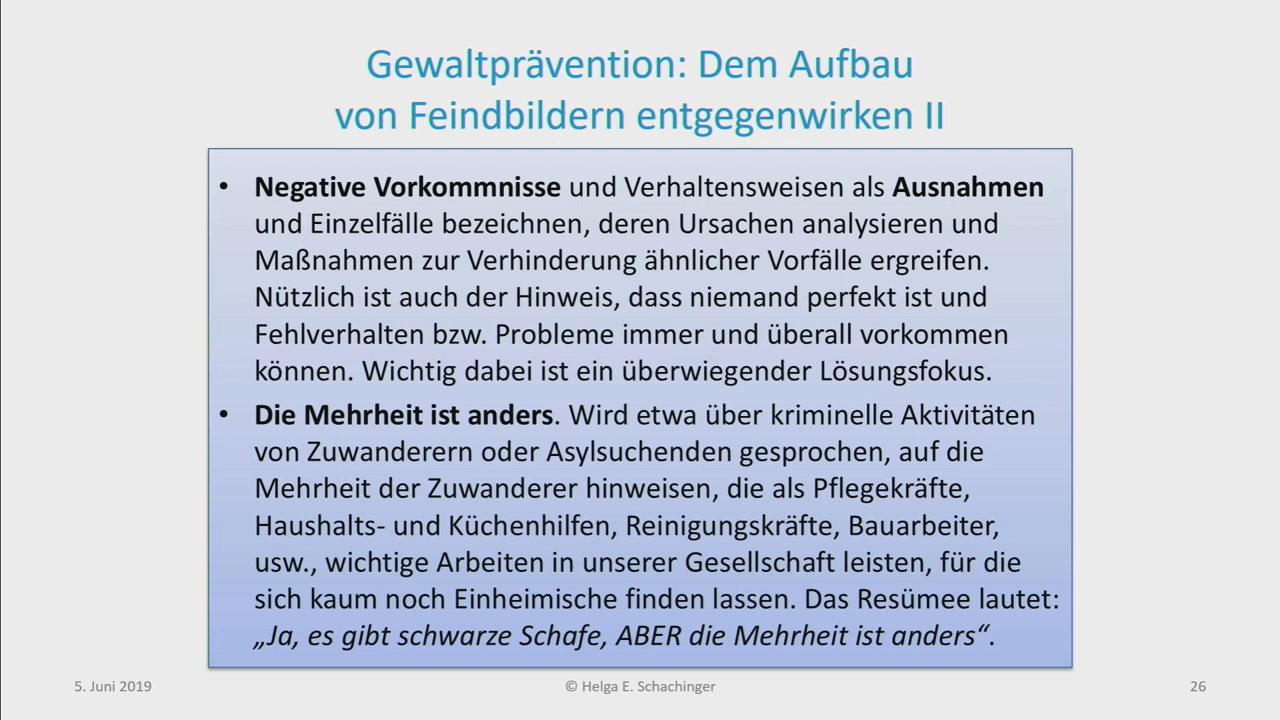 Gewaltprävention: Dem Aufbau
von Feindbildern entgegenwirken II
• Negative Vorkommnisse und Verhaltensweisen als Ausnahmen
und Einzelfälle bezeichnen, deren Ursachen analysieren und
Maßnahmen zur Verhinderung ähnlicher Vorfälle ergreifen.
Nützlich ist auch der Hinweis, dass niemand perfekt ist und
Fehlverhalten bzw. Probleme immer und überall vorkommen
können. Wichtig dabei ist ein überwiegender Lösungsfokus.
• Die Mehrheit ist anders. Wird etwa über kriminelle Aktivitäten
von Zuwanderern oder Asylsuchenden gesprochen, auf die
Mehrheit der Zuwanderer hinweisen, die als Pflegekräfte,
Haushalts- und Küchenhilfen, Reinigungskräfte, Bauarbeiter,
usw., wichtige Arbeiten in unserer Gesellschaft leisten, für die
sich kaum noch Einheimische finden lassen. Das Resümee lautet:
„Ja, es gibt schwarze Schafe, ABER die Mehrheit ist anders“.
5. Juni 2019
© Helga E. Schachinger
26